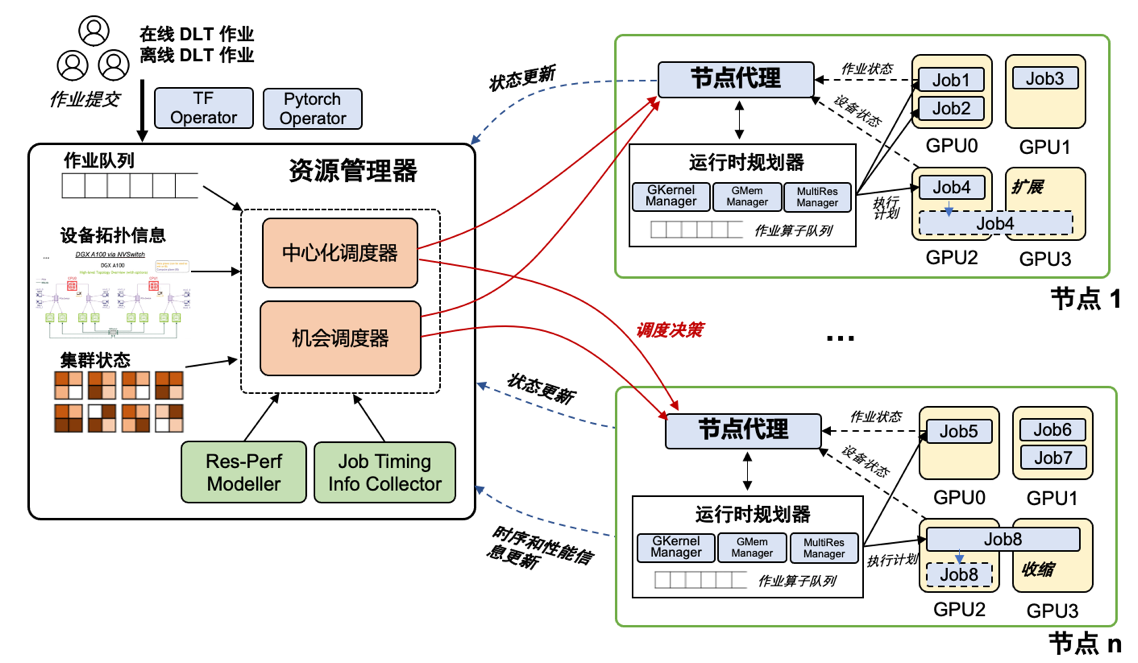 在线 DLT 作业
离线 DLT 作业
作业提交
TF
Operator
Pytorch
Operator
资源管理器
作业队列
设备拓扑信息
DGX A100 via NVSwitch
DGX A100
集群状态
中心化调度器
机会调度器
Res-Perf
Modeller
Job Timing
Info Collector
状态更新
状态更新
时序和性能信
息更新
调度决策
节点代理
作业状态
设备状态
运行时规划器
GKernel
Manager
GMem
Manager
MultiRes
Manager
作业算子队列
执行
计划
Job1
Job2
GPU0
Job3
GPU1
Job4
扩展
Job4
GPU2
GPU3
节点 1
...
节点代理
作业状态
设备状态
运行时规划器
GKernel
Manager
GMem
Manager
MultiRes
Manager
作业算子队列
执行计划
Job5
GPU0
Job6
Job7
GPU1
Job8
Job8
收缩
GPU2
GPU3
节点 n